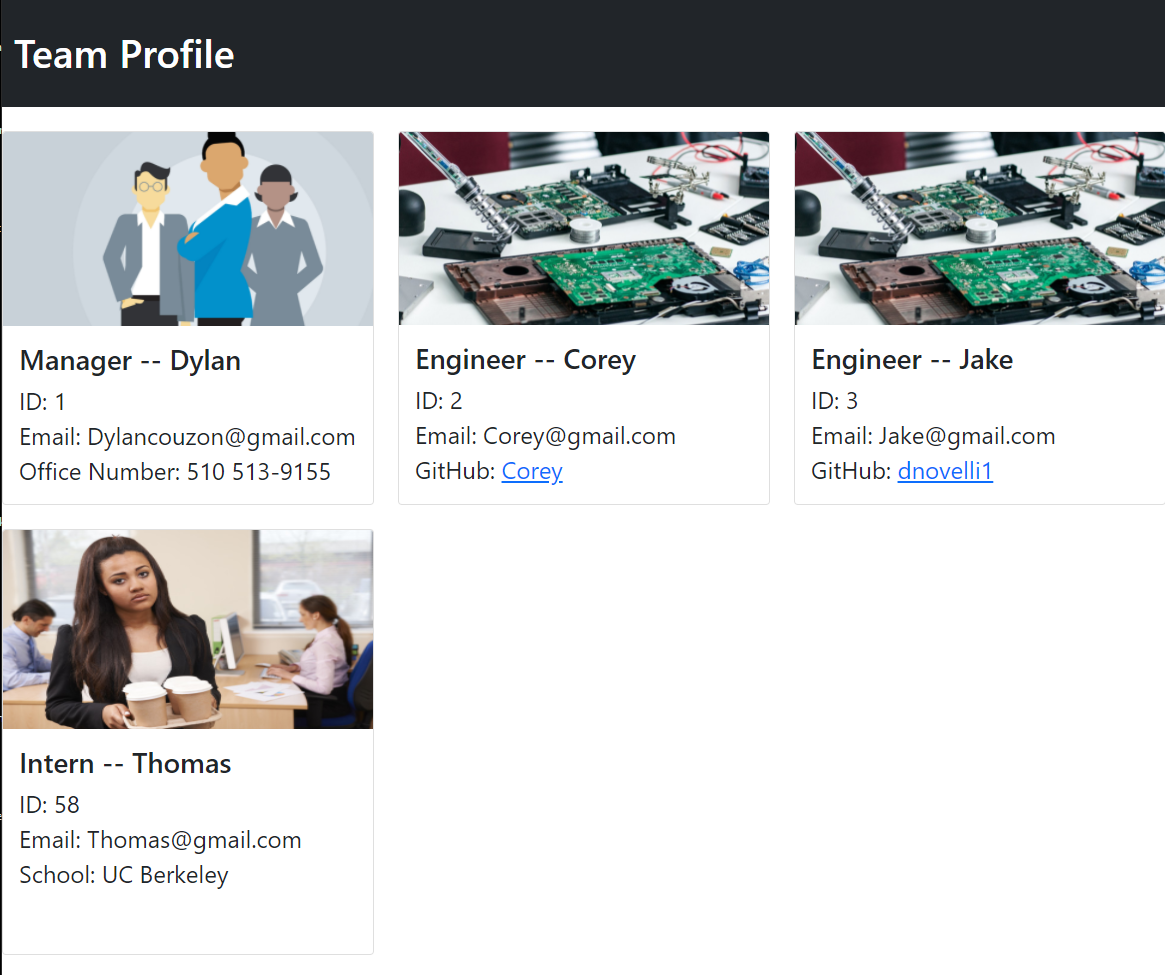 Team Profile
Manager -- Dylan
ID: 1
Email: Dylancouzon@gmail.com
Office Number: 510 513-9155
Engineer -- Corey
ID: 2
Email: Corey@gmail.com
GitHub: Corey
Engineer -- Jake
ID: 3
Email: Jake@gmail.com
GitHub: dnovelli1
Intern -- Thomas
ID: 58
Email: Thomas@gmail.com
School: UC Berkeley